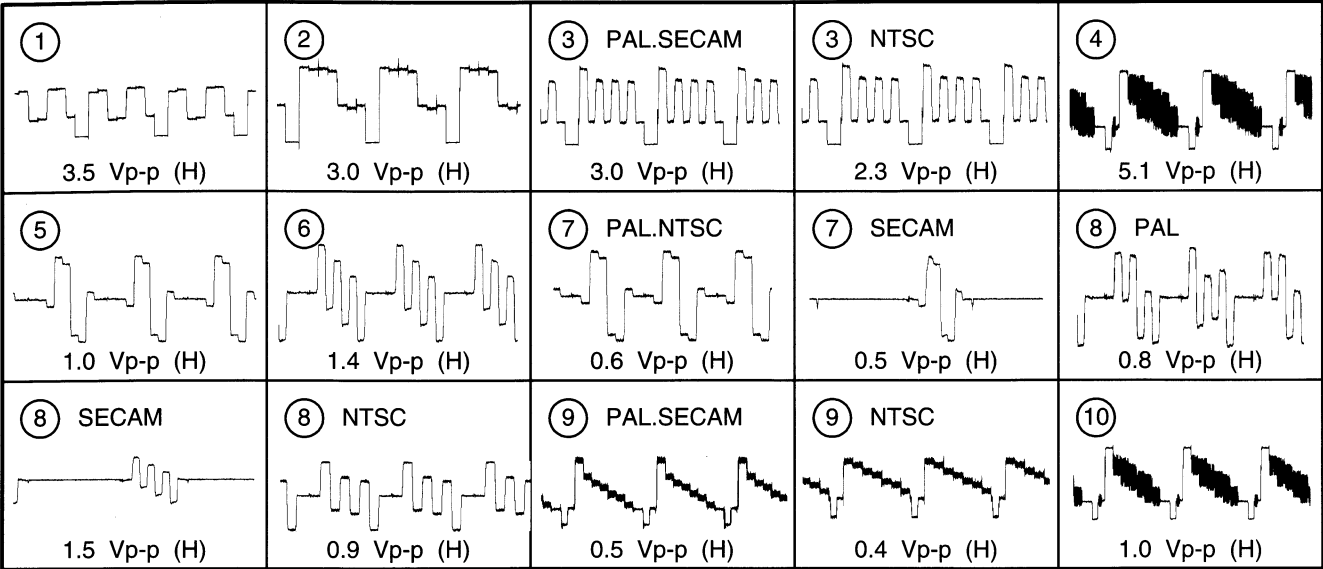 1
3.5 Vp-p (H)
2
3.0 Vp-p (H)
3 PAL.SECAM
3.0 Vp-p (H)
3 NTSC
2.3 Vp-p (H)
4
5.1 Vp-p (H)
5
1.0 Vp-p (H)
6
1.4 Vp-p (H)
7 PAL.NTSC
0.6 Vp-p (H)
7 SECAM
0.5 Vp-p (H)
8 PAL
0.8 Vp-p (H)
8 SECAM
1.5 Vp-p (H)
8 NTSC
0.9 Vp-p (H)
9 PAL.SECAM
0.5 Vp-p (H)
9 NTSC
0.4 Vp-p (H)
10
1.0 Vp-p (H)